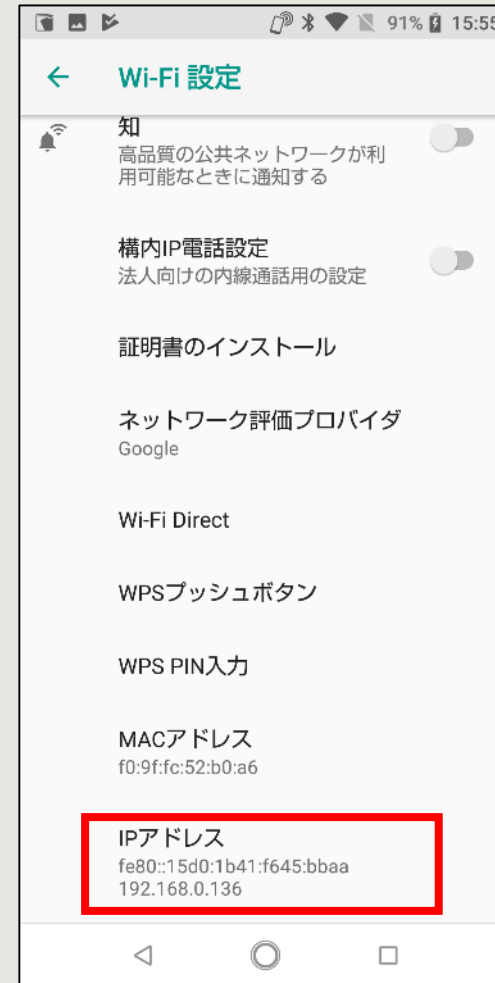 91% 15:55
Wi-Fi 設定
知
高品質の公共ネットワークが利
用可能なときに通知する
構内IP電話設定
法人向けの内線通話用の設定
証明書のインストール
ネットワーク評価プロバイダ
Google
Wi-Fi Direct
WPSプッシュボタン
WPS PIN入力
MACアドレス
f0:9f:fc:52:b0:a6
IPアドレス
fe80::15d0:1b41:f645:bbaa
192.168.0.136